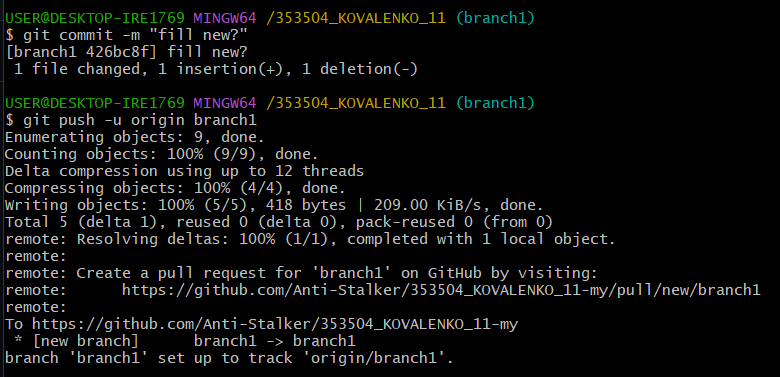 USER@DESKTOP-IRE1769 MINGW64 /353504_KOVALENKO_11 (branch1)
$ git commit -m "fill new?"
[branch1 426bc8f] fill new?
 1 file changed, 1 insertion(+), 1 deletion(-)

USER@DESKTOP-IRE1769 MINGW64 /353504_KOVALENKO_11 (branch1)
$ git push -u origin branch1
Enumerating objects: 9, done.
Counting objects: 100% (9/9), done.
Delta compression using up to 12 threads
Compressing objects: 100% (4/4), done.
Writing objects: 100% (5/5), 418 bytes | 209.00 KiB/s, done.
Total 5 (delta 1), reused 0 (delta 0), pack-reused 0 (from 0)
remote: Resolving deltas: 100% (1/1), completed with 1 local object.
remote:
remote: Create a pull request for 'branch1' on GitHub by visiting:
remote:      https://github.com/Anti-Stalker/353504_KOVALENKO_11-my/pull/new/branch1
remote:
To https://github.com/Anti-Stalker/353504_KOVALENKO_11-my
 * [new branch]      branch1 -> branch1
branch 'branch1' set up to track 'origin/branch1'.